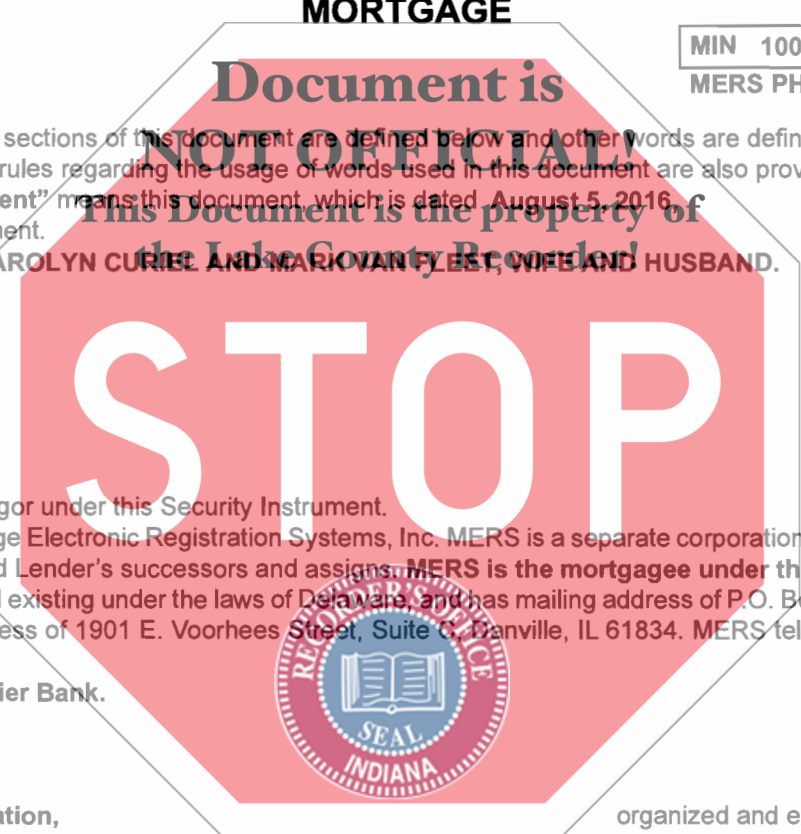 MORTGAGE
MIN 100
MERS PH
Document is
NOT OFFICIAL!
This Document is the property of
the Lake County Recorder!
sections of this document are defined below and other words are defin
rules regarding the usage of words used in this document are also prov
ent” means this document, which is dated August 5, 2016,
ment.
AROLYN CURIEL AND MARK VAN FLEET, WIFE AND HUSBAND.
STOP
gor under this Security Instrument.
ge Electronic Registration Systems, Inc. MERS is a separate corporation
d Lender's successors and assigns. MERS is the mortgagee under th
d existing under the laws of Delaware, and has mailing address of P.O. B
ess of 1901 E. Voorhees Street, Suite C, Danville, IL 61834. MERS tel
RECORDER'S OFFICE
SEAL
INDIANA
ier Bank.
ation,
organized and e